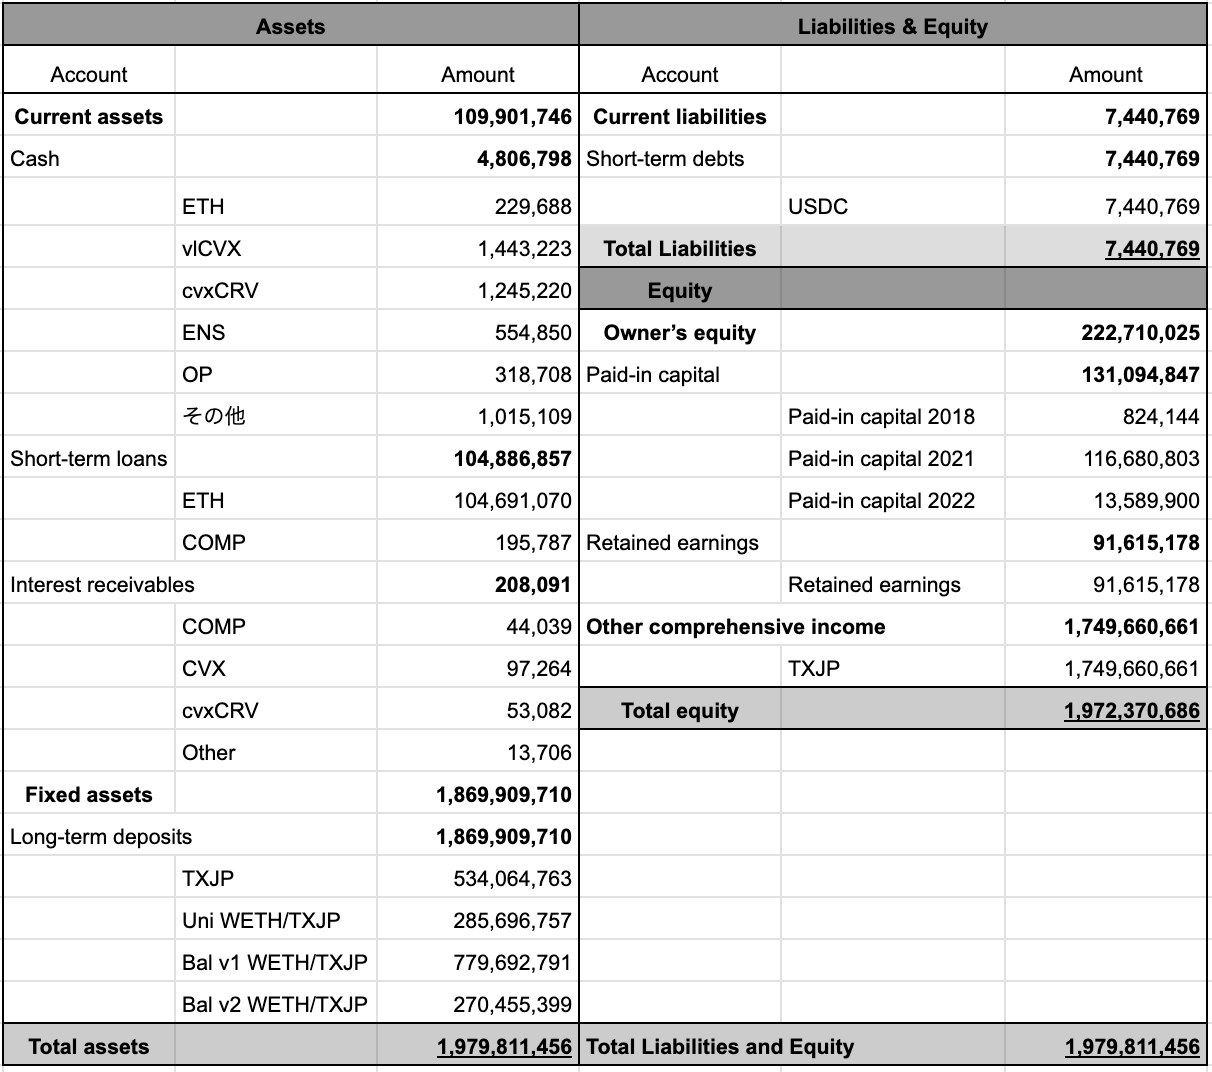 Assets Liabilities & Equity
Account Amount Account Amount
Current assets 109,901,746 Current liabilities 7,440,769
Cash 4,806,798 Short-term debts 7,440,769
ETH 229,688 USDC 7,440,769
vlCVX 1,443,223 Total Liabilities 7,440,769
cvxCRV 1,245,220 Equity
ENS 554,850 Owner’s equity 222,710,025
OP 318,708 Paid-in capital 131,094,847
その他 1,015,109 Paid-in capital 2018 824,144
Short-term loans 104,886,857 Paid-in capital 2021 116,680,803
ETH 104,691,070 Paid-in capital 2022 13,589,900
COMP 195,787 Retained earnings 91,615,178
Interest receivables 208,091 Retained earnings 91,615,178
COMP 44,039 Other comprehensive income 1,749,660,661
CVX 97,264 TXJP 1,749,660,661
cvxCRV 53,082 Total equity 1,972,370,686
Other 13,706
Fixed assets 1,869,909,710
Long-term deposits 1,869,909,710
TXJP 534,064,763
Uni WETH/TXJP 285,696,757
Bal v1 WETH/TXJP 779,692,791
Bal v2 WETH/TXJP 270,455,399
Total assets 1,979,811,456 Total Liabilities and Equity 1,979,811,456